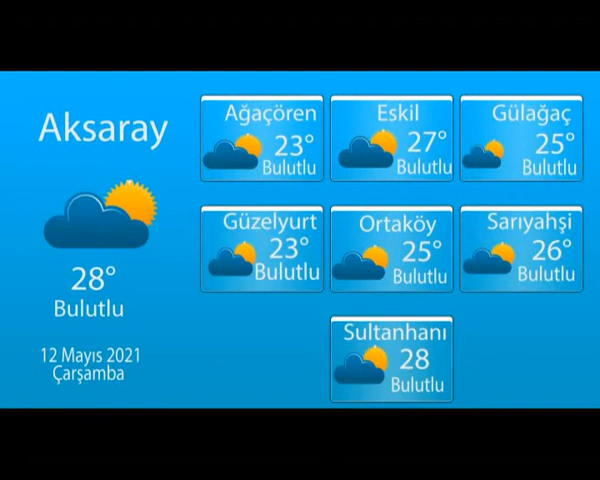 Aksaray
28°
Bulutlu
12 Mayıs 2021
Çarşamba
Ağaçören
23°
Bulutlu
Eskil
27°
Bulutlu
Gülağaç
25°
Bulutlu
Güzelyurt
23°
Bulutlu
Ortaköy
25°
Bulutlu
Sarıyahşi
26°
Bulutlu
Sultanhanı
28
Bulutlu